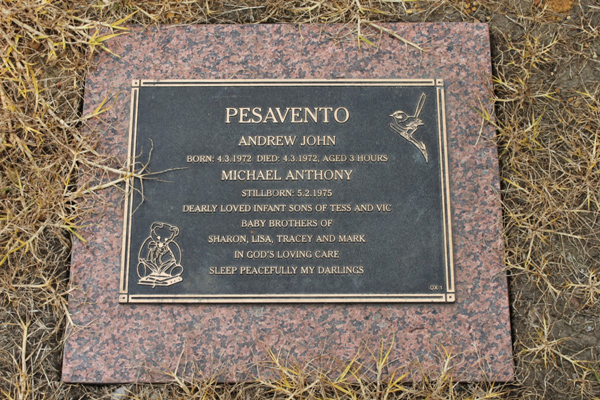 PESAVENTO
ANDREW JOHN
BORN: 4.3.1972 DIED: 4.3.1972, AGED 3 HOURS
MICHAEL ANTHONY
STILLBORN: 5.2.1975
DEARLY LOVED INFANT SONS OF TESS AND VIC
BABY BROTHERS OF
SHARON, LISA, TRACEY AND MARK
IN GOD'S LOVING CARE
SLEEP PEACEFULLY MY DARLINGS